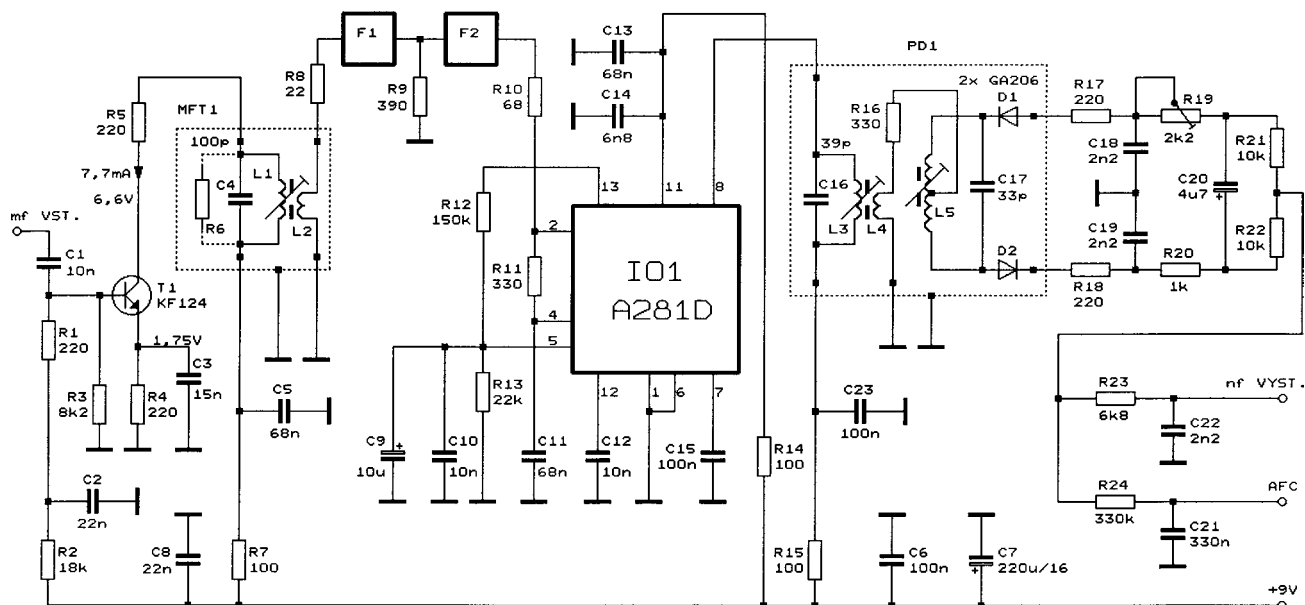 F1
F2
C13
68n
PD1
R8
22
R9
390
R10
68
C14
6n8
2x GA206
D1
R17
220
R19
2k2
R5
220
MFT1
100p
R16
330
R21
10k
7,7mA
6,6V
C4
L1
R6
L2
39p
C16
L3
L4
L5
C17
33p
C18
2n2
C20
4u7
+
R12
150k
13
11
8
mf VST.
C1
10n
T1
KF124
R11
330
2
4
5
IO1
A281D
12
1
6
7
D2
R18
220
C19
2n2
R20
1k
R22
10k
R1
220
1,75V
R3
8k2
R4
220
C3
15n
C5
68n
R13
22k
C23
100n
R23
6k8
nf VYST.
C22
2n2
C9
10u
+
C10
10n
C11
68n
C12
10n
C15
100n
R14
100
C2
22n
R24
330k
AFC
C21
330n
R2
18k
C8
22n
R7
100
R15
100
C6
100n
C7
220u/16
+
+9V